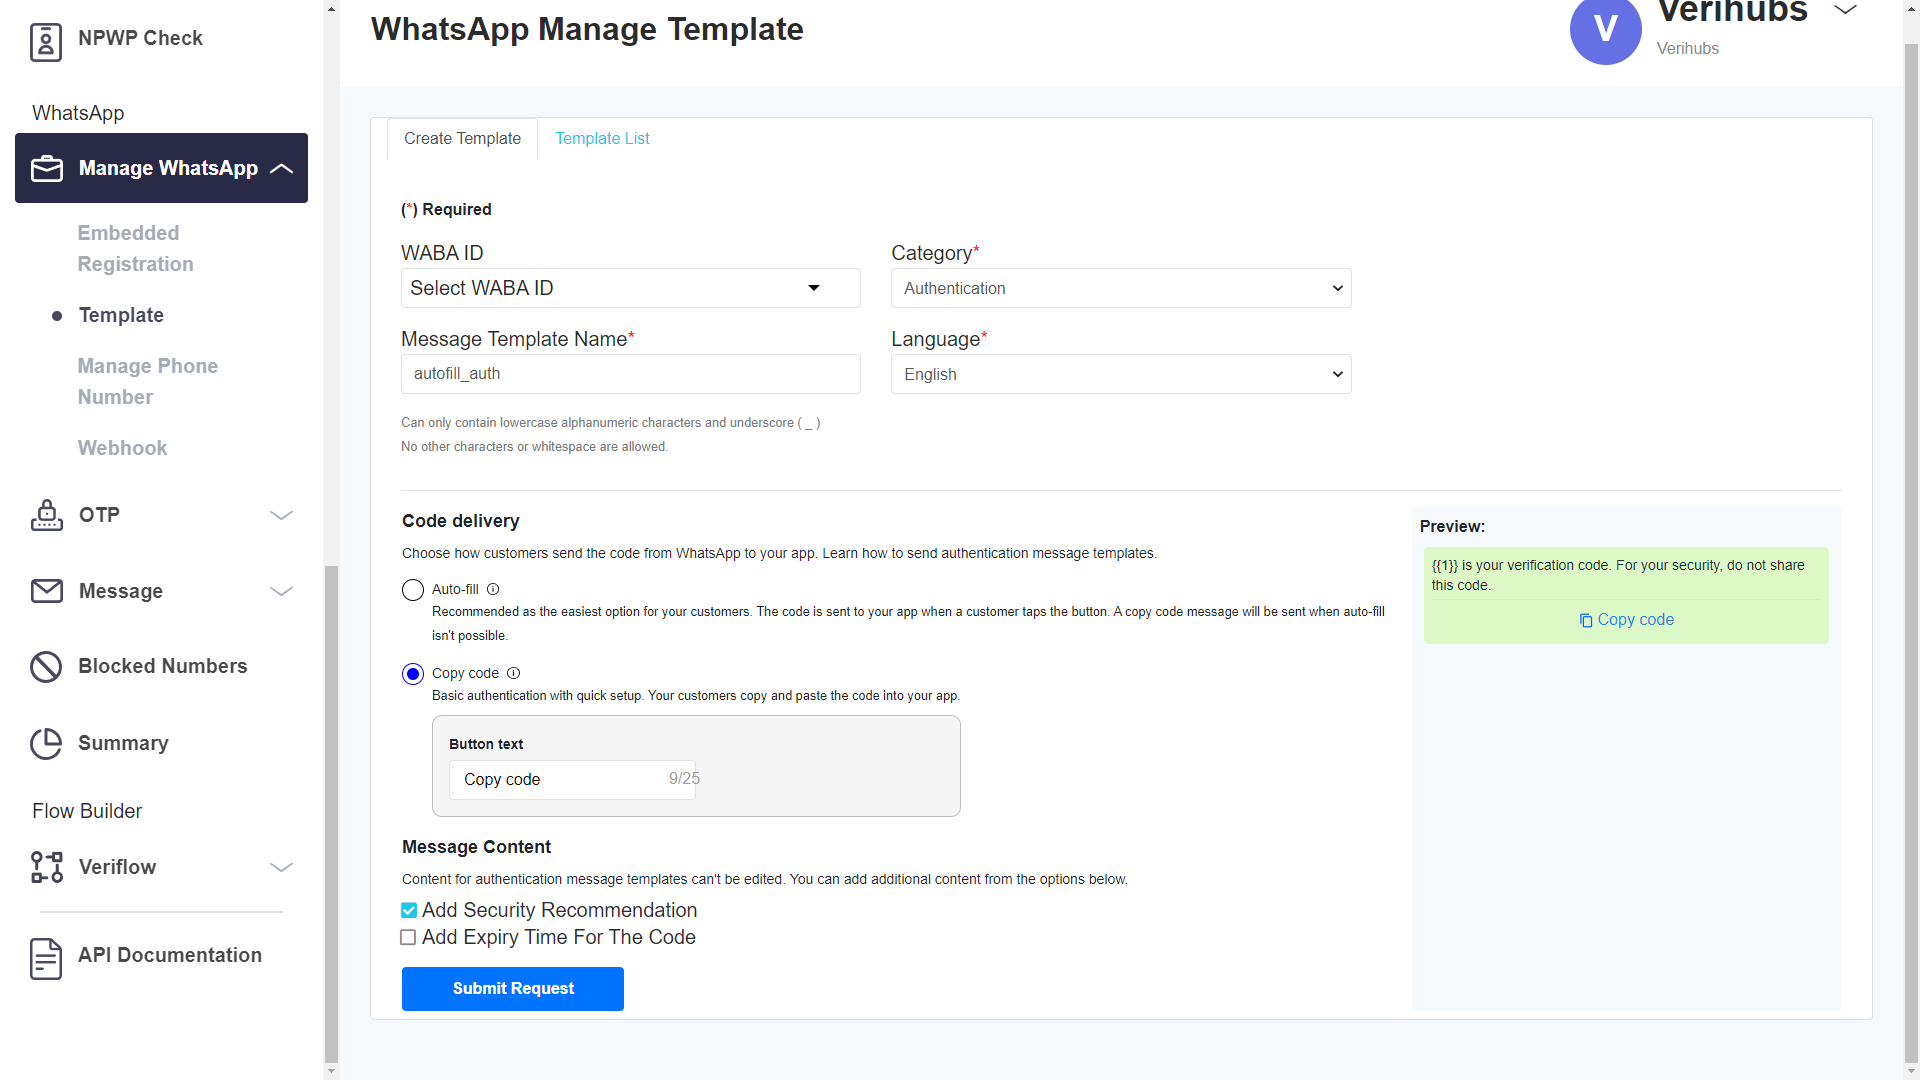 NPWP Check
WhatsApp
Manage WhatsApp
Embedded
Registration
Template
Manage Phone
Number
Webhook
OTP
Message
Blocked Numbers
Summary
Flow Builder
Veriflow
API Documentation
WhatsApp Manage Template
V
Verihubs
Verihubs
Create Template
Template List
(*) Required
WABA ID
Select WABA ID
Category*
Authentication
Message Template Name*
autofill_auth
Language*
English
Can only contain lowercase alphanumeric characters and underscore ( _ )
No other characters or whitespace are allowed.
Code delivery
Choose how customers send the code from WhatsApp to your app. Learn how to send authentication message templates.
Auto-fill
Recommended as the easiest option for your customers. The code is sent to your app when a customer taps the button. A copy code message will be sent when auto-fill
isn't possible.
Copy code
Basic authentication with quick setup. Your customers copy and paste the code into your app.
Button text
Copy code 9/25
Message Content
Content for authentication message templates can't be edited. You can add additional content from the options below.
Add Security Recommendation
Add Expiry Time For The Code
Submit Request
Preview:
{{1}} is your verification code. For your security, do not share
this code.
Copy code